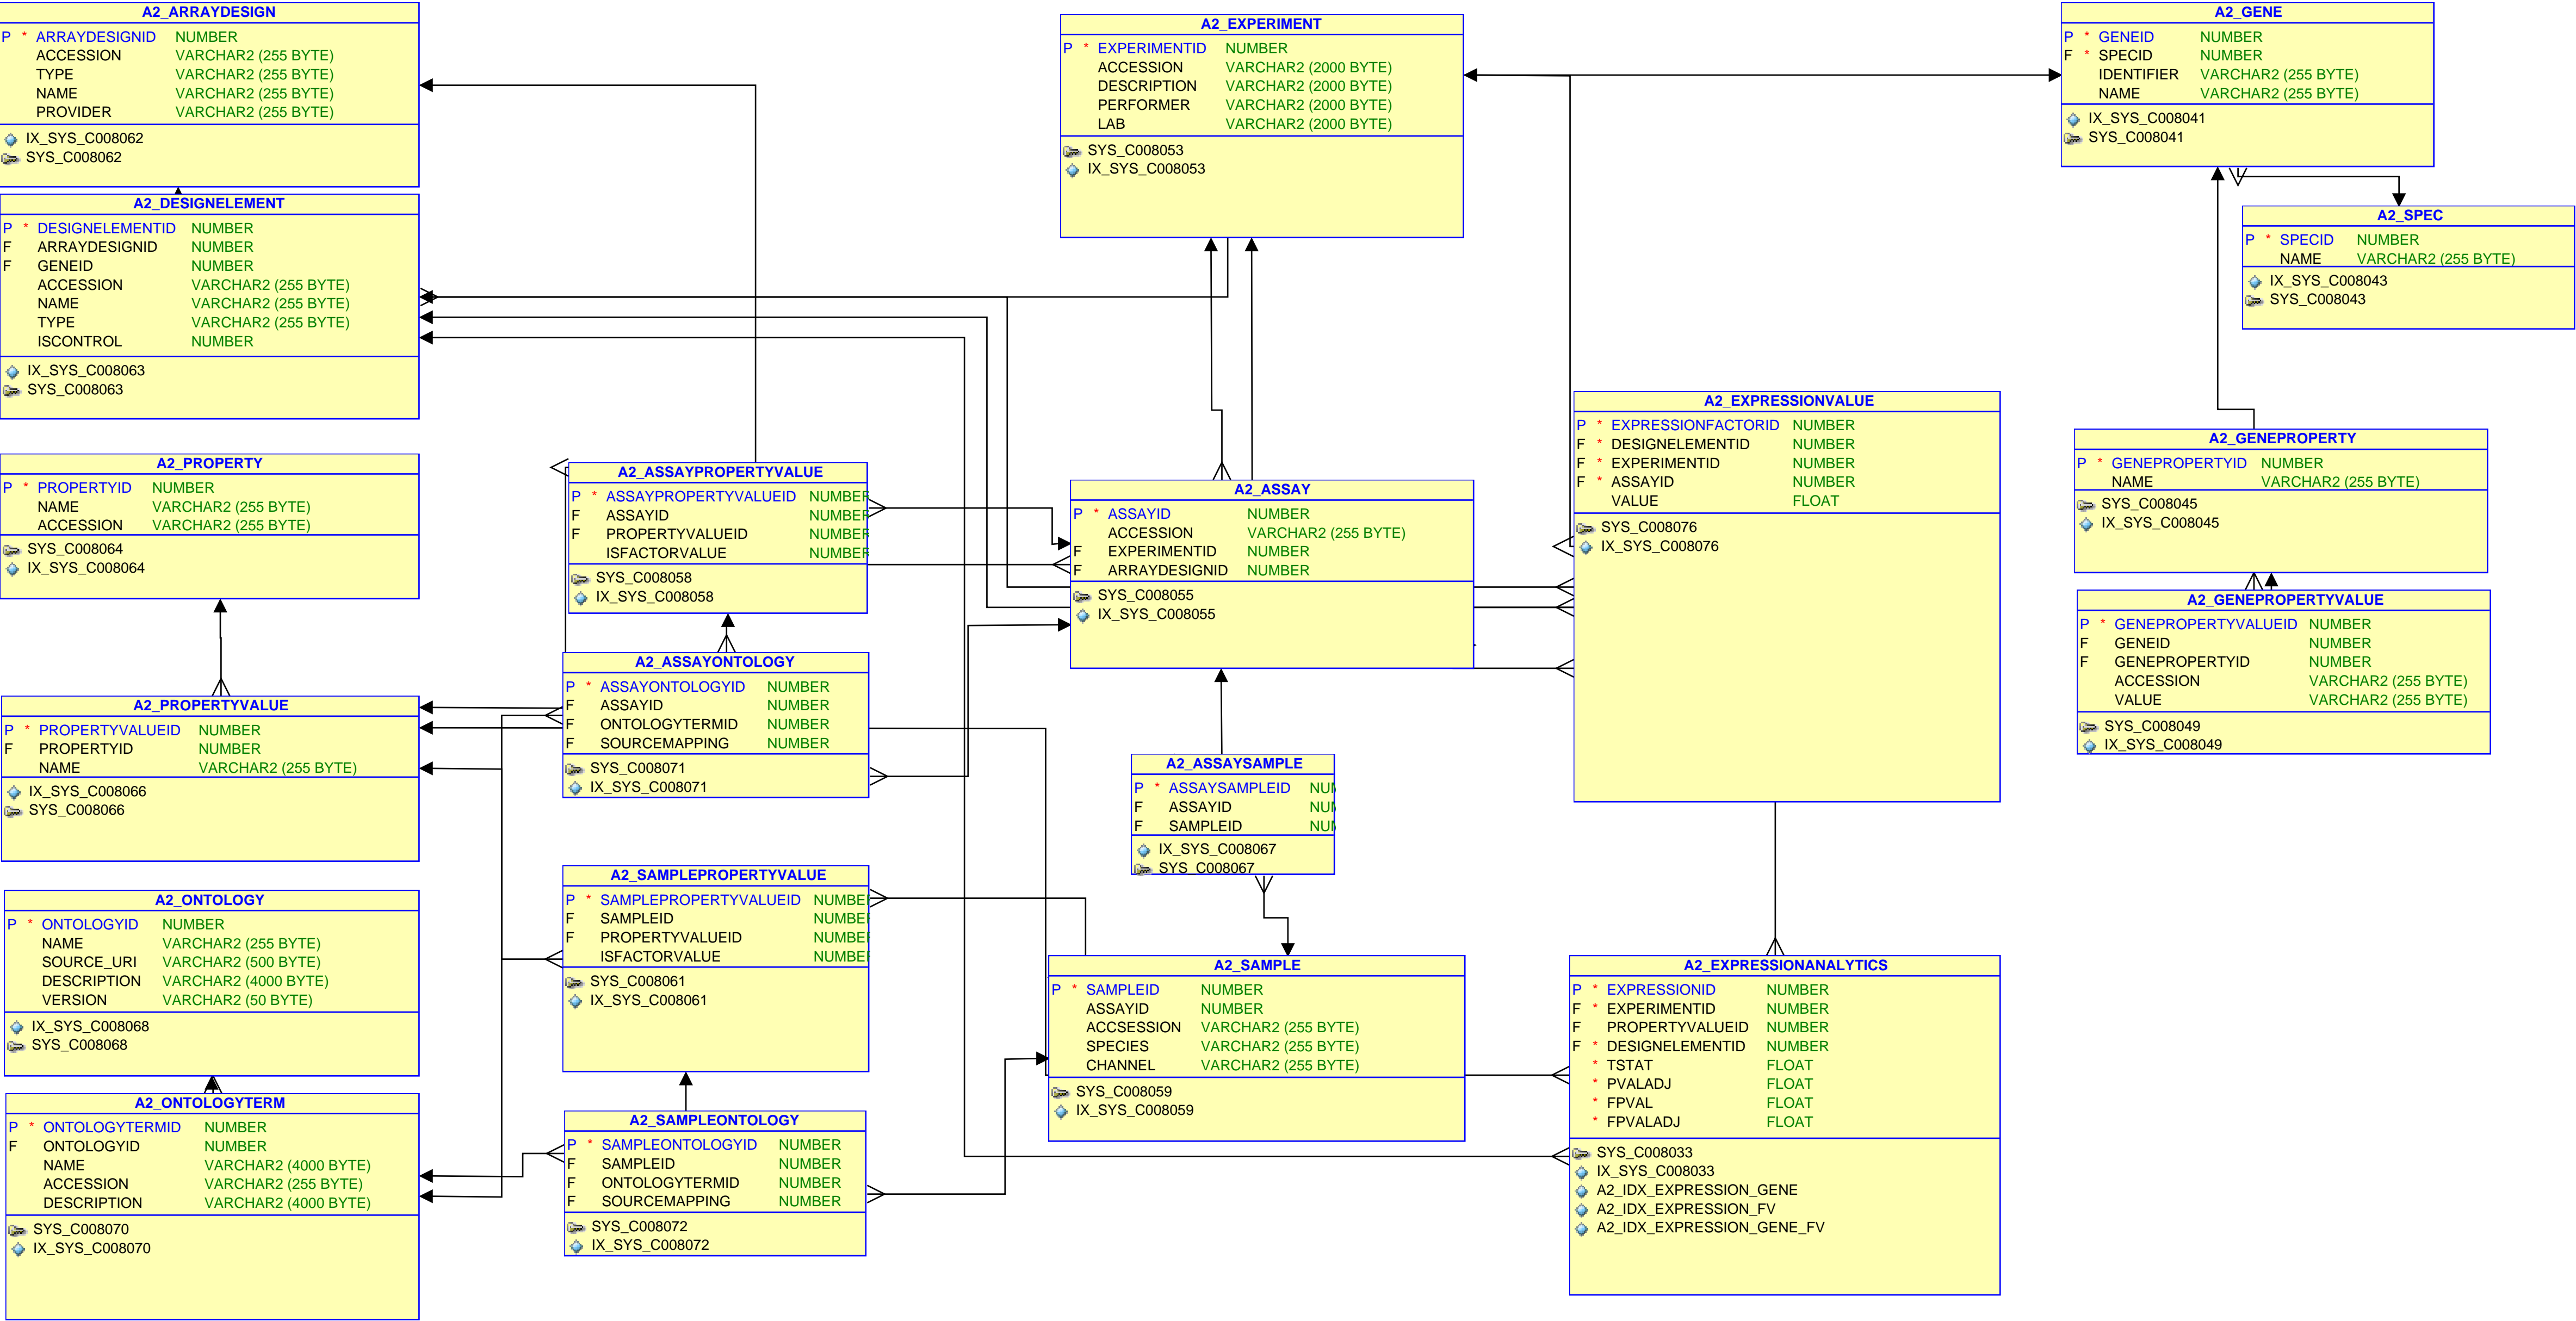 A2_ARRAYDESIGN
P * ARRAYDESIGNID NUMBER
ACCESSION VARCHAR2 (255 BYTE)
TYPE VARCHAR2 (255 BYTE)
NAME VARCHAR2 (255 BYTE)
PROVIDER VARCHAR2 (255 BYTE)
IX_SYS_C008062
SYS_C008062
A2_DESIGNELEMENT
P * DESIGNELEMENTID NUMBER
F ARRAYDESIGNID NUMBER
F GENEID NUMBER
ACCESSION VARCHAR2 (255 BYTE)
NAME VARCHAR2 (255 BYTE)
TYPE VARCHAR2 (255 BYTE)
ISCONTROL NUMBER
IX_SYS_C008063
SYS_C008063
A2_PROPERTY
P * PROPERTYID NUMBER
NAME VARCHAR2 (255 BYTE)
ACCESSION VARCHAR2 (255 BYTE)
SYS_C008064
IX_SYS_C008064
A2_PROPERTYVALUE
P * PROPERTYVALUEID NUMBER
F PROPERTYID NUMBER
NAME VARCHAR2 (255 BYTE)
IX_SYS_C008066
SYS_C008066
A2_ONTOLOGY
P * ONTOLOGYID NUMBER
NAME VARCHAR2 (255 BYTE)
SOURCE_URI VARCHAR2 (500 BYTE)
DESCRIPTION VARCHAR2 (4000 BYTE)
VERSION VARCHAR2 (50 BYTE)
IX_SYS_C008068
SYS_C008068
A2_ONTOLOGYTERM
P * ONTOLOGYTERMID NUMBER
F ONTOLOGYID NUMBER
NAME VARCHAR2 (4000 BYTE)
ACCESSION VARCHAR2 (255 BYTE)
DESCRIPTION VARCHAR2 (4000 BYTE)
SYS_C008070
IX_SYS_C008070
A2_ASSAYPROPERTYVALUE
P * ASSAYPROPERTYVALUEID NUMBER
F ASSAYID NUMBER
F PROPERTYVALUEID NUMBER
ISFACTORVALUE NUMBER
SYS_C008058
IX_SYS_C008058
A2_ASSAYONTOLOGY
P * ASSAYONTOLOGYID NUMBER
F ASSAYID NUMBER
F ONTOLOGYTERMID NUMBER
F SOURCEMAPPING NUMBER
SYS_C008071
IX_SYS_C008071
A2_SAMPLEPROPERTYVALUE
P * SAMPLEPROPERTYVALUEID NUMBE
F SAMPLEID NUMBE
F PROPERTYVALUEID NUMBE
ISFACTORVALUE NUMBE
SYS_C008061
IX_SYS_C008061
A2_SAMPLEONTOLOGY
P * SAMPLEONTOLOGYID NUMBER
F SAMPLEID NUMBER
F ONTOLOGYTERMID NUMBER
F SOURCEMAPPING NUMBER
SYS_C008072
IX_SYS_C008072
A2_EXPERIMENT
P * EXPERIMENTID NUMBER
ACCESSION VARCHAR2 (2000 BYTE)
DESCRIPTION VARCHAR2 (2000 BYTE)
PERFORMER VARCHAR2 (2000 BYTE)
LAB VARCHAR2 (2000 BYTE)
SYS_C008053
IX_SYS_C008053
A2_ASSAY
P * ASSAYID NUMBER
ACCESSION VARCHAR2 (255 BYTE)
F EXPERIMENTID NUMBER
F ARRAYDESIGNID NUMBER
SYS_C008055
IX_SYS_C008055
A2_ASSAYSAMPLE
P * ASSAYSAMPLEID NU
F ASSAYID NU
F SAMPLEID NU
IX_SYS_C008067
SYS_C008067
A2_SAMPLE
P * SAMPLEID NUMBER
ASSAYID NUMBER
ACCSESSION VARCHAR2 (255 BYTE)
SPECIES VARCHAR2 (255 BYTE)
CHANNEL VARCHAR2 (255 BYTE)
SYS_C008059
IX_SYS_C008059
A2_EXPRESSIONVALUE
P * EXPRESSIONFACTORID NUMBER
F * DESIGNELEMENTID NUMBER
F * EXPERIMENTID NUMBER
F * ASSAYID NUMBER
VALUE FLOAT
SYS_C008076
IX_SYS_C008076
A2_EXPRESSIONANALYTICS
P * EXPRESSIONID NUMBER
F * EXPERIMENTID NUMBER
F PROPERTYVALUEID NUMBER
F * DESIGNELEMENTID NUMBER
* TSTAT FLOAT
* PVALADJ FLOAT
* FPVAL FLOAT
* FPVALADJ FLOAT
SYS_C008033
IX_SYS_C008033
A2_IDX_EXPRESSION_GENE
A2_IDX_EXPRESSION_FV
A2_IDX_EXPRESSION_GENE_FV
A2_GENE
P * GENEID NUMBER
F * SPECID NUMBER
IDENTIFIER VARCHAR2 (255 BYTE)
NAME VARCHAR2 (255 BYTE)
IX_SYS_C008041
SYS_C008041
A2_SPEC
P * SPECID NUMBER
NAME VARCHAR2 (255 BYTE)
IX_SYS_C008043
SYS_C008043
A2_GENEPROPERTY
P * GENEPROPERTYID NUMBER
NAME VARCHAR2 (255 BYTE)
SYS_C008045
IX_SYS_C008045
A2_GENEPROPERTYVALUE
P * GENEPROPERTYVALUEID NUMBER
F GENEID NUMBER
F GENEPROPERTYID NUMBER
ACCESSION VARCHAR2 (255 BYTE)
VALUE VARCHAR2 (255 BYTE)
SYS_C008049
IX_SYS_C008049